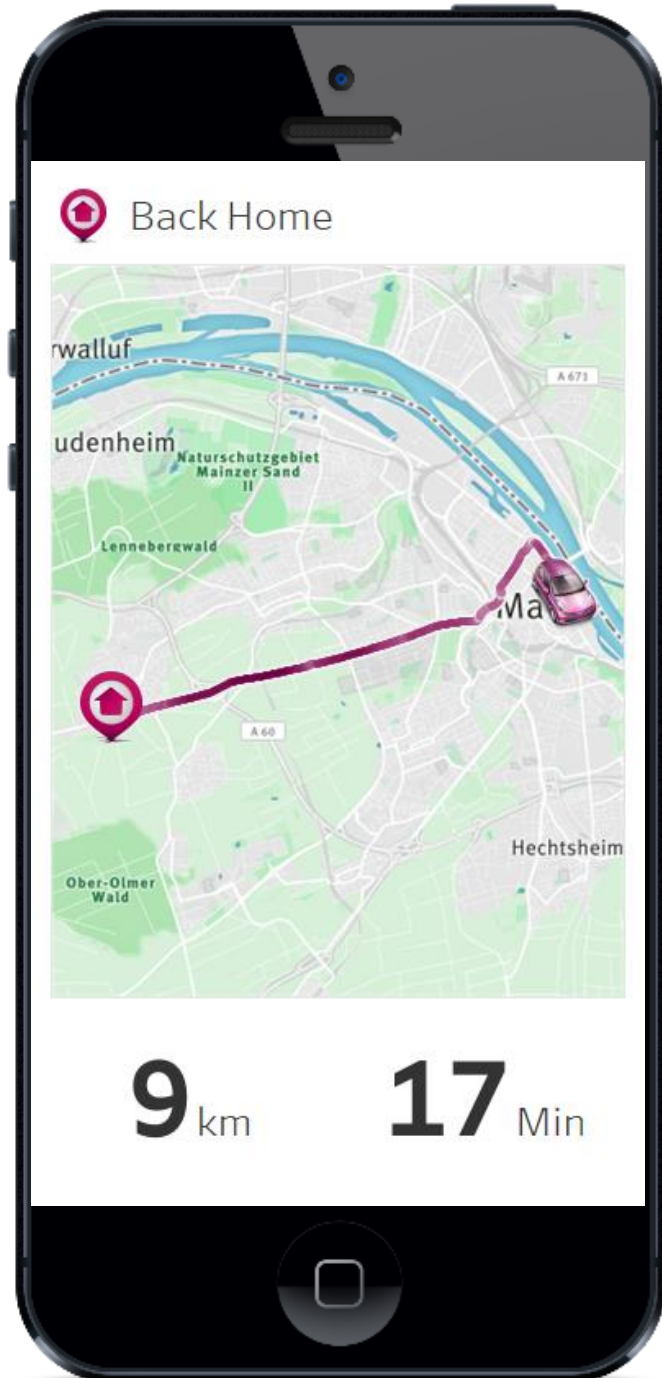 Back Home
rwalluf
A 671
udenheim
Naturschutzgebiet
Mainzer Sand
II
Lennebergwald
Ma
A 60
Hechtsheim
Ober-Olmer
Wald
9 km
17 Min